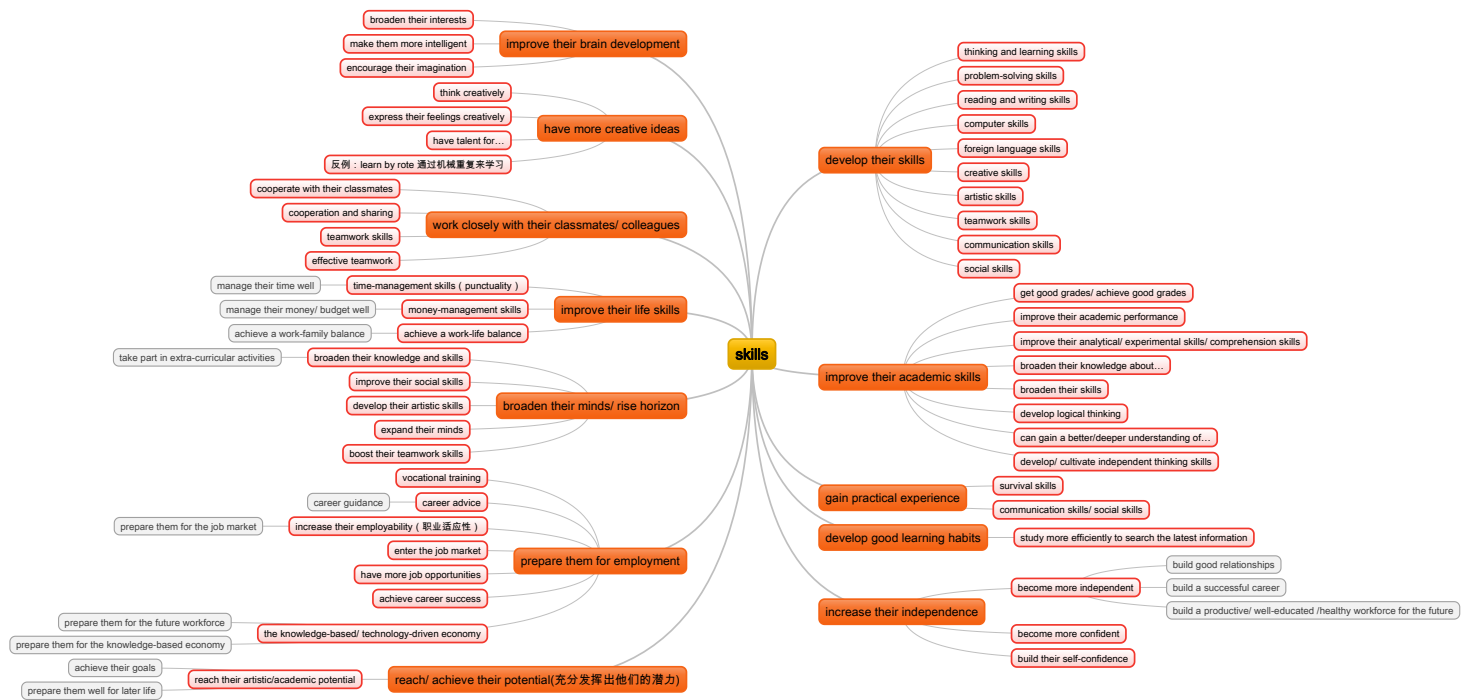 skills
improve their brain development
broaden their interests
make them more intelligent
encourage their imagination
have more creative ideas
think creatively
express their feelings creatively
have talent for…
反例：learn by rote 通过机械重复来学习
work closely with their classmates/ colleagues
cooperate with their classmates
cooperation and sharing
teamwork skills
effective teamwork
improve their life skills
time-management skills（ punctuality ）
manage their time well
money-management skills
manage their money/ budget well
achieve a work-life balance
achieve a work-family balance
broaden their minds/ rise horizon
broaden their knowledge and skills
take part in extra-curricular activities
improve their social skills
develop their artistic skills
expand their minds
boost their teamwork skills
prepare them for employment
vocational training
career advice
career guidance
increase their employability（ 职业适应性 ）
prepare them for the job market
enter the job market
have more job opportunities
achieve career success
the knowledge-based/ technology-driven economy
prepare them for the future workforce
prepare them for the knowledge-based economy
reach/ achieve their potential(充分发挥出他们的潜力)
reach their artistic/academic potential
achieve their goals
prepare them well for later life
develop their skills
thinking and learning skills
problem-solving skills
reading and writing skills
computer skills
foreign language skills
creative skills
artistic skills
teamwork skills
communication skills
social skills
improve their academic skills
get good grades/ achieve good grades
improve their academic performance
improve their analytical/ experimental skills/ comprehension skills
broaden their knowledge about…
broaden their skills
develop logical thinking
can gain a better/deeper understanding of…
develop/ cultivate independent thinking skills
gain practical experience
survival skills
communication skills/ social skills
develop good learning habits
study more efficiently to search the latest information
increase their independence
become more independent
build good relationships
build a successful career
build a productive/ well-educated /healthy workforce for the future
become more confident
build their self-confidence